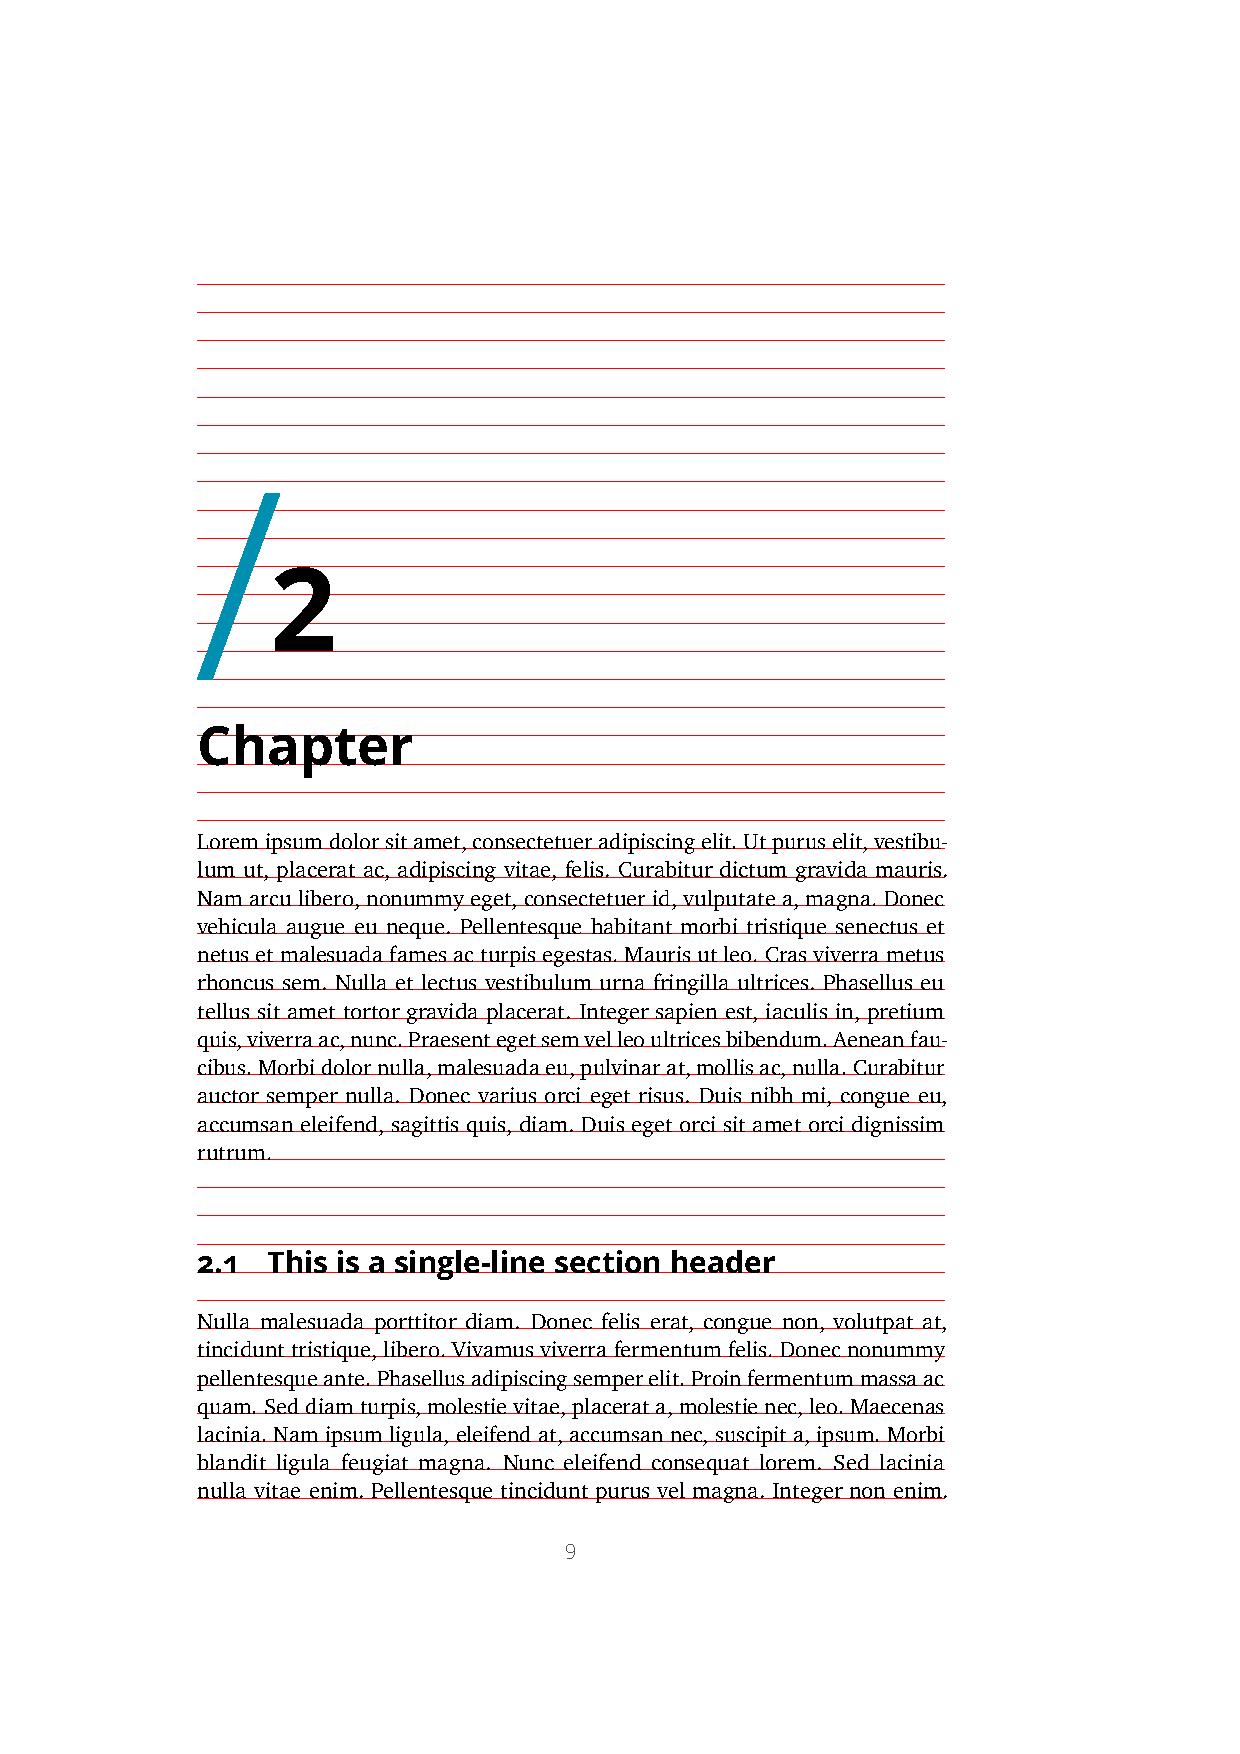 2
Chapter
Lorem ipsum dolor sit amet, consectetuer adipiscing elit. Ut purus elit, vestibu-
lum ut, placerat ac, adipiscing vitae, felis. Curabitur dictum gravida mauris.
Nam arcu libero, nonummy eget, consectetuer id, vulputate a, magna. Donec
vehicula augue eu neque. Pellentesque habitant morbi tristique senectus et
netus et malesuada fames ac turpis egestas. Mauris ut leo. Cras viverra metus
rhoncus sem. Nulla et lectus vestibulum urna fringilla ultrices. Phasellus eu
tellus sit amet tortor gravida placerat. Integer sapien est, iaculis in, pretium
quis, viverra ac, nunc. Praesent eget sem vel leo ultrices bibendum. Aenean fau-
cibus. Morbi dolor nulla, malesuada eu, pulvinar at, mollis ac, nulla. Curabitur
auctor semper nulla. Donec varius orci eget risus. Duis nibh mi, congue eu,
accumsan eleifend, sagittis quis, diam. Duis eget orci sit amet orci dignissim
rutrum.
2.1 This is a single-line section header
Nulla malesuada porttitor diam. Donec felis erat, congue non, volutpat at,
tincidunt tristique, libero. Vivamus viverra fermentum felis. Donec nonummy
pellentesque ante. Phasellus adipiscing semper elit. Proin fermentum massa ac
quam. Sed diam turpis, molestie vitae, placerat a, molestie nec, leo. Maecenas
lacinia. Nam ipsum ligula, eleifend at, accumsan nec, suscipit a, ipsum. Morbi
blandit ligula feugiat magna. Nunc eleifend consequat lorem. Sed lacinia
nulla vitae enim. Pellentesque tincidunt purus vel magna. Integer non enim.
9